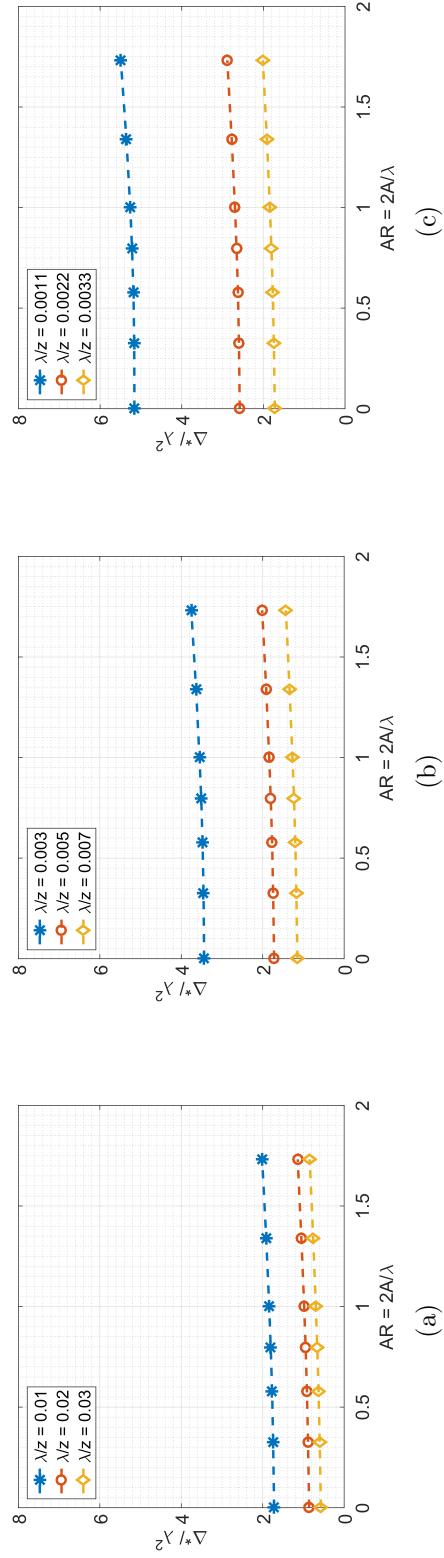 8
6
4
2
0
Δ*/λ²
λ/z = 0.01
λ/z = 0.02
λ/z = 0.03
0
0.5
1
1.5
2
AR = 2A/λ
(a)
8
6
4
2
0
Δ*/λ²
λ/z = 0.003
λ/z = 0.005
λ/z = 0.007
0
0.5
1
1.5
2
AR = 2A/λ
(b)
8
6
4
2
0
Δ*/λ²
λ/z = 0.0011
λ/z = 0.0022
λ/z = 0.0033
0
0.5
1
1.5
2
AR = 2A/λ
(c)